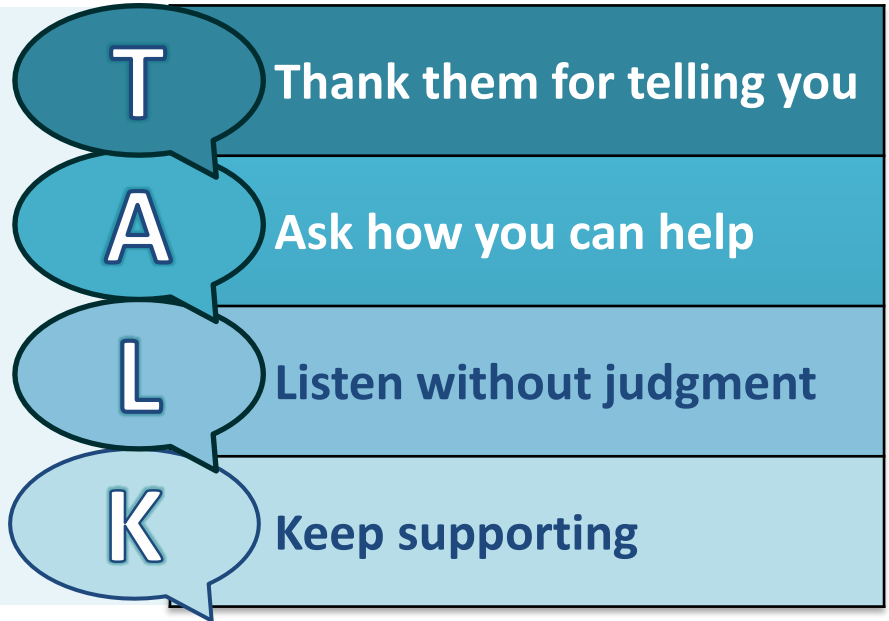 T Thank them for telling you
A Ask how you can help
L Listen without judgment
K Keep supporting